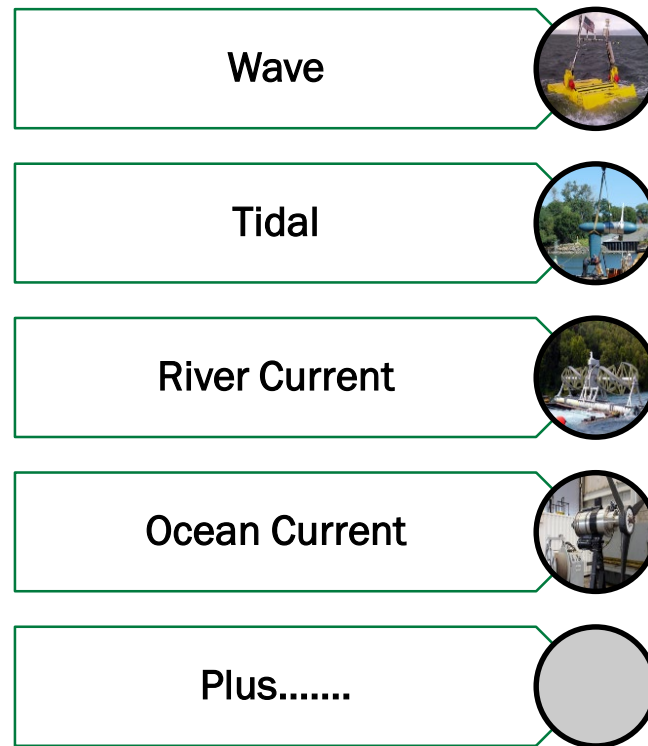 Wave
Tidal
River Current
Ocean Current
Plus.......